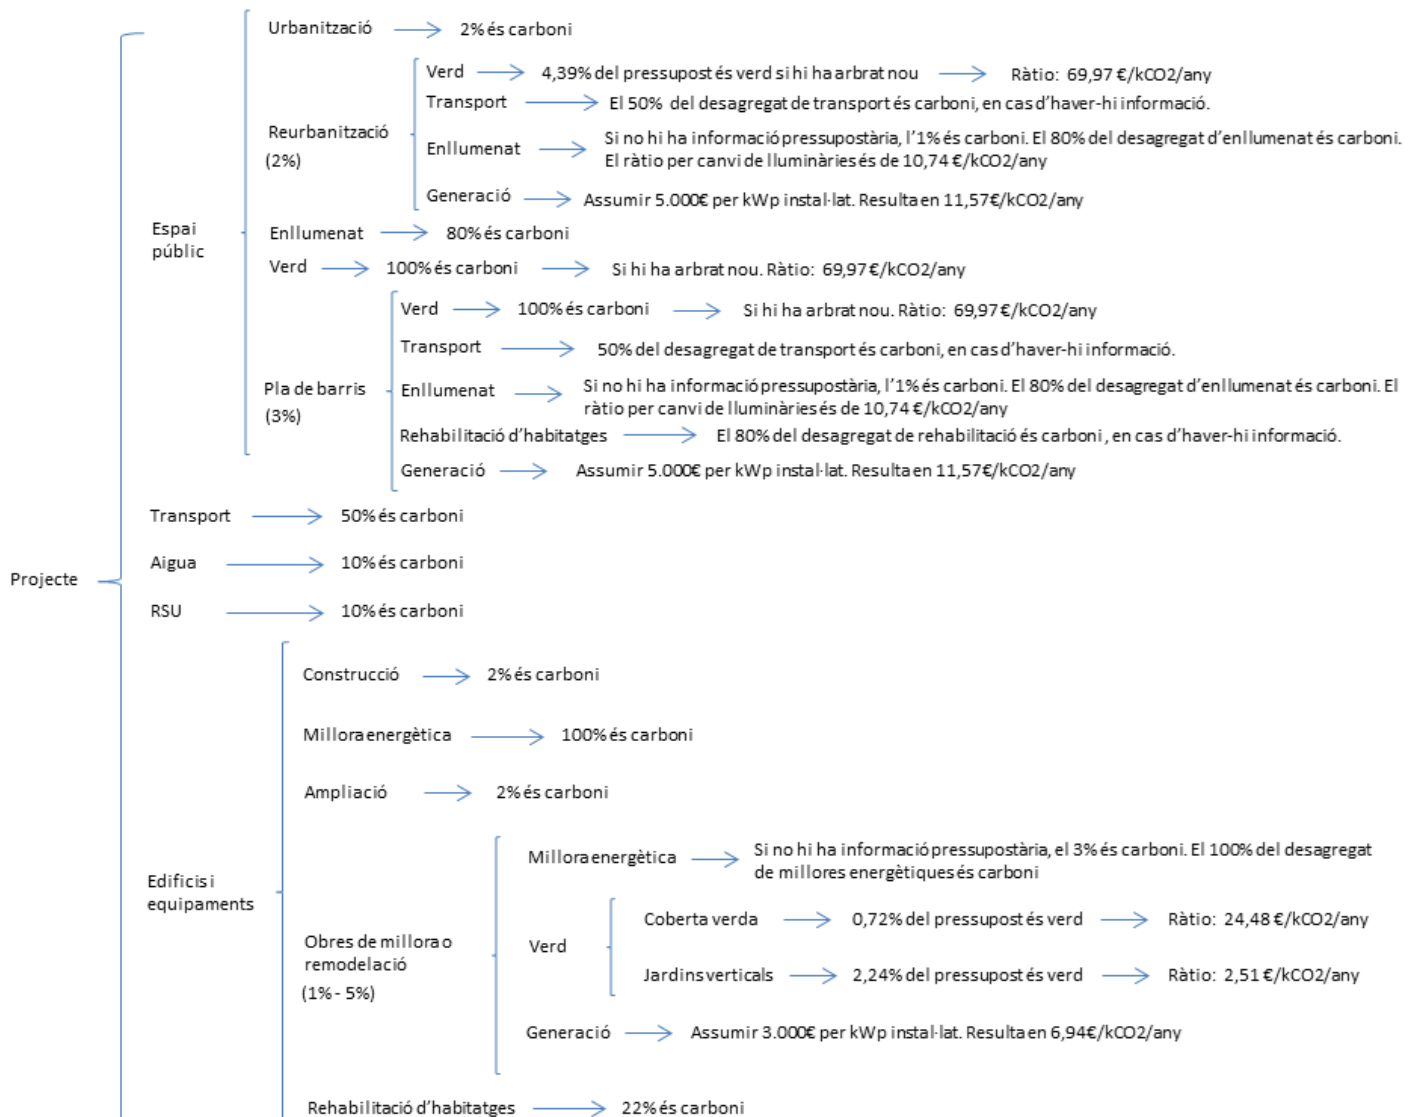 Urbanització 2% és carboni
Verd 4,39% del pressupost és verd si hi ha arbrat nou Ràtio: 69,97 €/kCO2/any
Transport El 50% del desagregat de transport és carboni, en cas d'haver-hi informació.
Reurbanització
(2%)
Enllumenat Si no hi ha informació pressupostària, l'1% és carboni. El 80% del desagregat d'enllumenat és carboni.
El ràtio per canvi de lluminàries és de 10,74 €/kCO2/any
Generació Assumir 5.000€ per kWp instal·lat. Resulta en 11,57€/kCO2/any
Espai
públic
Enllumenat 80% és carboni
Verd 100% és carboni Si hi ha arbrat nou. Ràtio: 69,97€/kCO2/any
Verd 100% és carboni Si hi ha arbrat nou. Ràtio: 69,97€/kCO2/any
Transport 50% del desagregat de transport és carboni, en cas d'haver-hi informació.
Pla de barris
(3%)
Enllumenat Si no hi ha informació pressupostària, l'1% és carboni. El 80% del desagregat d'enllumenat és carboni. El
ràtio per canvi de lluminàries és de 10,74 €/kCO2/any
Rehabilitació d'habitatges El 80% del desagregat de rehabilitació és carboni, en cas d'haver-hi informació.
Generació Assumir 5.000€ per kWp instal·lat. Resulta en 11,57€/kCO2/any
Transport 50% és carboni
Aigua 10% és carboni
Projecte
RSU 10% és carboni
Construcció 2% és carboni
Millora energètica 100% és carboni
Ampliació 2% és carboni
Edificis i
equipaments
Millora energètica Si no hi ha informació pressupostària, el 3% és carboni. El 100% del desagregat
de millores energètiques és carboni
Coberta verda 0,72% del pressupost és verd Ràtio: 24,48 €/kCO2/any
Obres de millora o
remodelació
(1% - 5%)
Verd
Jardins verticals 2,24% del pressupost és verd Ràtio: 2,51 €/kCO2/any
Generació Assumir 3.000€ per kWp instal·lat. Resulta en 6,94€/kCO2/any
Rehabilitació d'habitatges 22% és carboni